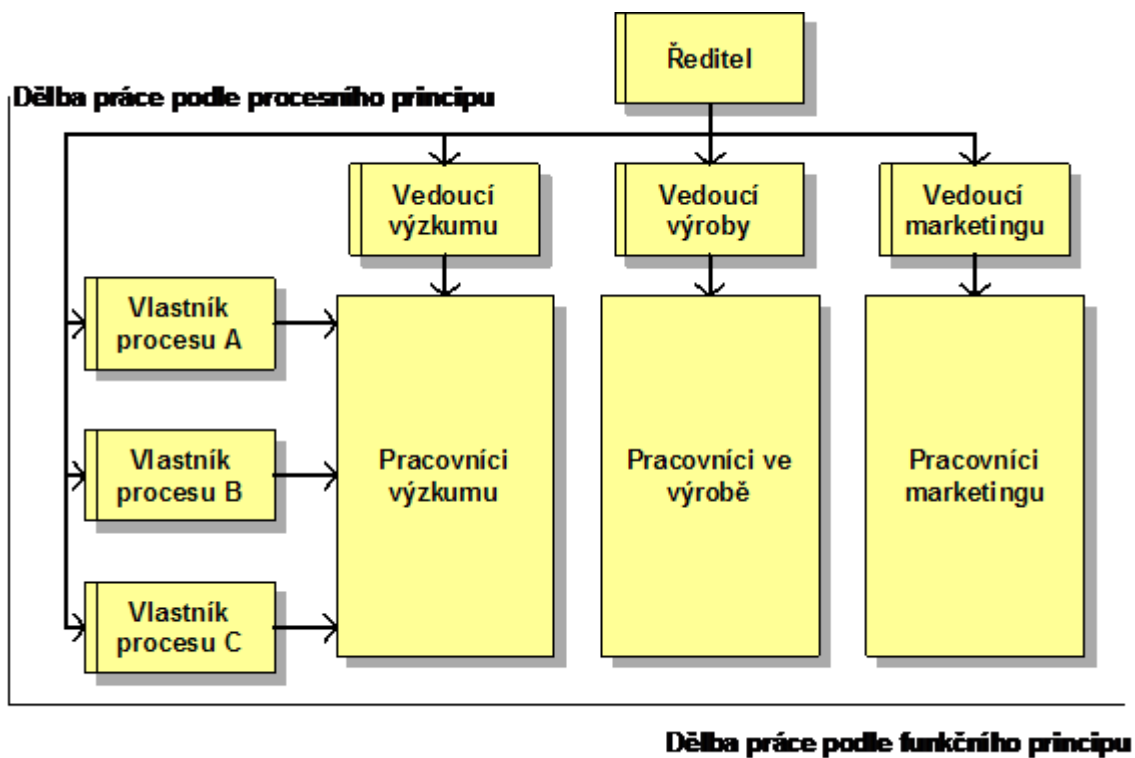 Ředitel
Dělba práce podle procesního principu
Vedoucí
výzkumu
Vedoucí
výroby
Vedoucí
marketingu
Vlastník
procesu A
Vlastník
procesu B
Vlastník
procesu C
Pracovníci
výzkumu
Pracovníci ve
výrobě
Pracovníci
marketingu
Dělba práce podle funkčního principu